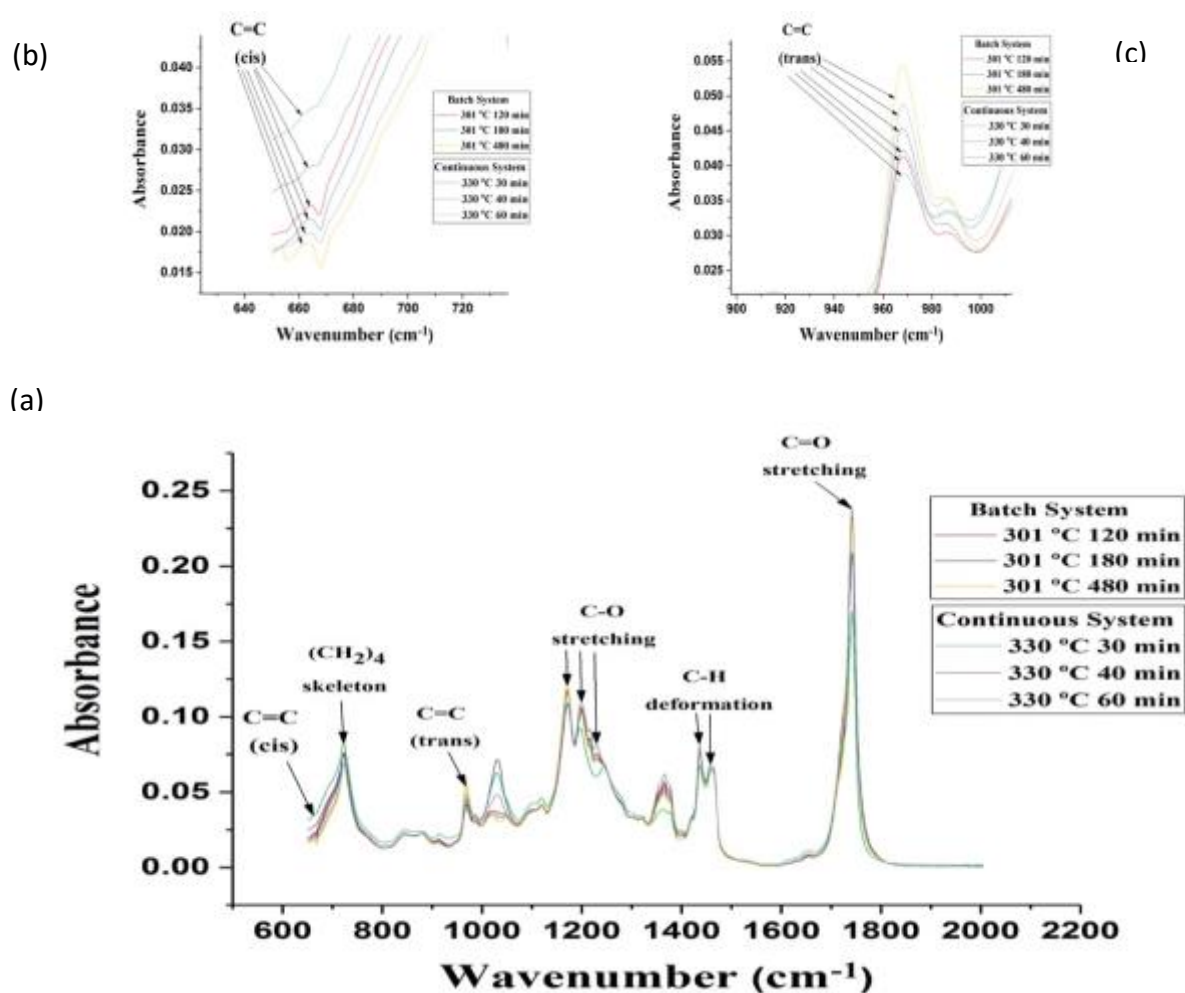 (b)
C=C
(cis)
0.040
0.035
0.030
0.025
0.020
0.015
Absorbance
640 660 680 700 720
Wavenumber (cm-1)
Batch System
301 °C 120 min
301 °C 180 min
301 °C 480 min
Continuous System
330 °C 30 min
330 °C 40 min
330 °C 60 min
(c)
C=C
(trans)
0.055
0.050
0.045
0.040
0.035
0.030
0.025
Absorbance
900 920 940 960 980 1000
Wavenumber (cm-1)
Batch System
301 °C 120 min
301 °C 180 min
301 °C 480 min
Continuous System
330 °C 30 min
330 °C 40 min
330 °C 60 min
(a)
C=O
stretching
C-O
stretching
(CH2)4
skeleton
C-H
deformation
C=C
(cis)
C=C
(trans)
0.25
0.20
0.15
0.10
0.05
0.00
Absorbance
600 800 1000 1200 1400 1600 1800 2000 2200
Wavenumber (cm-1)
Batch System
301 °C 120 min
301 °C 180 min
301 °C 480 min
Continuous System
330 °C 30 min
330 °C 40 min
330 °C 60 min